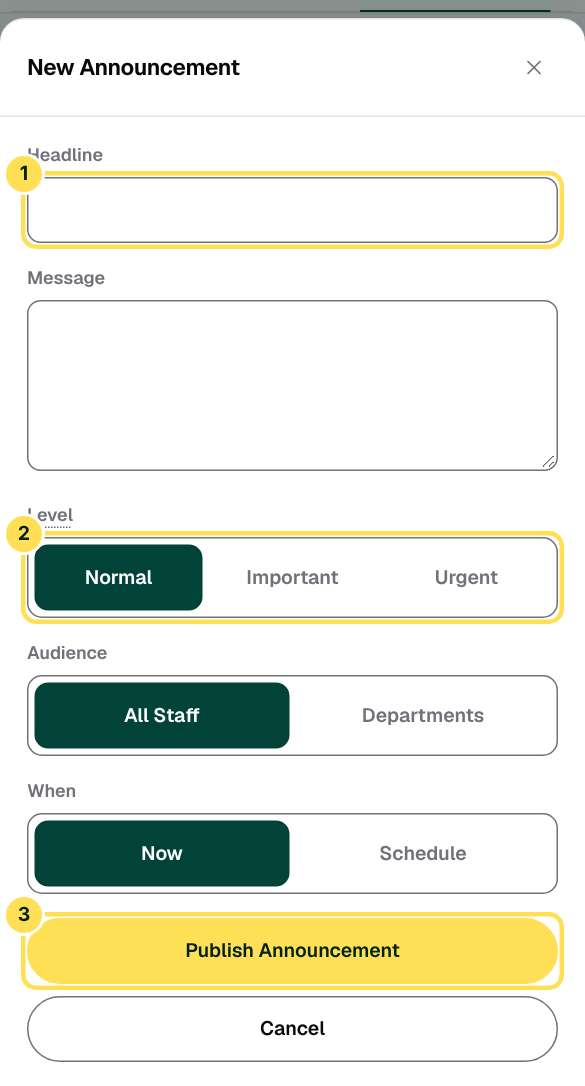 New Announcement
Headline
1
Message
Level
2
Normal Important Urgent
Audience
All Staff Departments
When
Now Schedule
3
Publish Announcement
Cancel